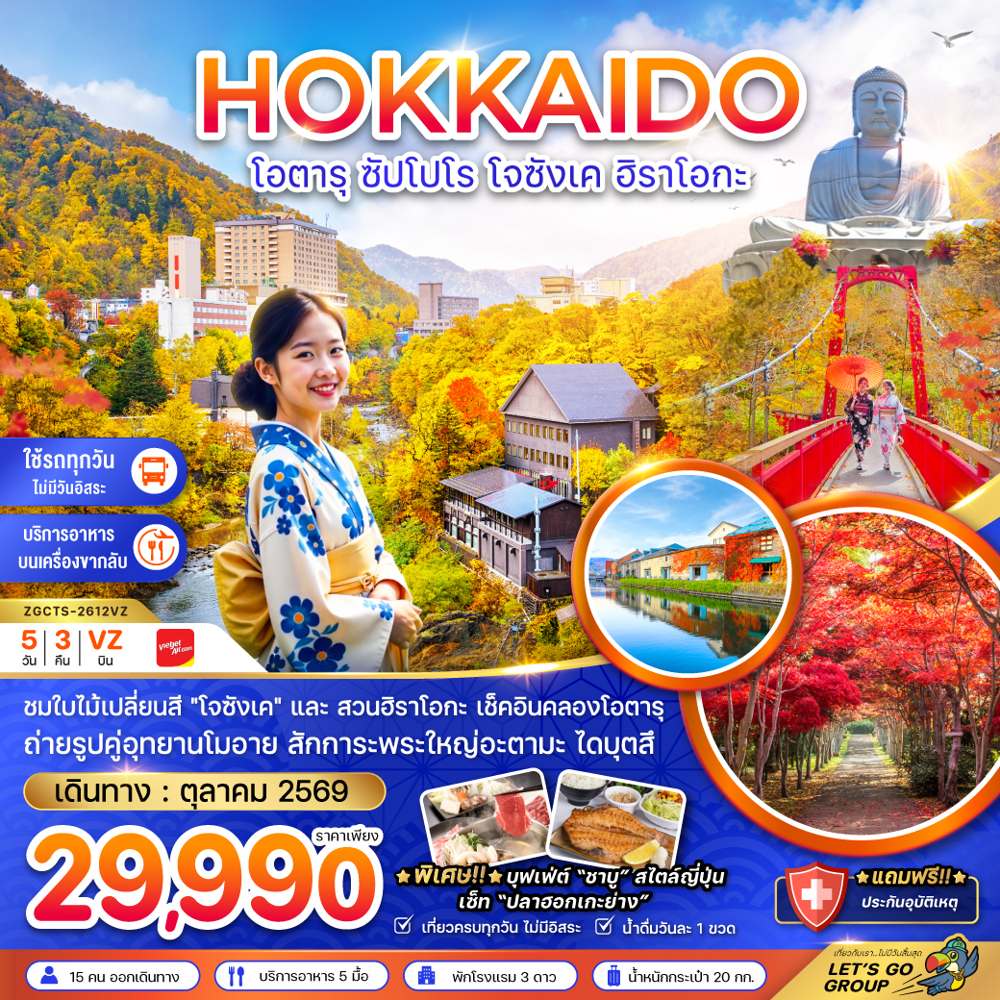 HOKKAIDO
โอตารุ ซัปโปโร โจซังเค ฮิราโอกะ
ใช้รถทุกวัน
ไม่มีวันอิสระ
บริการอาหาร
บนเครื่องขากลับ
ZGCTS-2612VZ
5 3 VZ
วัน คืน บิน
Vietjet
Air.com
ชมใบไม้เปลี่ยนสี "โจซังเค" และ สวนฮิราโอกะ เช็คอินคลองโอตารุ
ถ่ายรูปคู่อุทยานโมอาย สักการะพระใหญ่อะตามะ ไดบุตสึ
เดินทาง : ตุลาคม 2569
ราคาเพียง
29,990
พิเศษ!! บุฟเฟ่ต์ "ชาบู" สไตล์ญี่ปุ่น
เซ็ท "ปลาฮอกเกะย่าง"
เที่ยวครบทุกวัน ไม่มีอิสระ น้ำดื่มวันละ 1 ขวด
แถมฟรี!!
ประกันอุบัติเหตุ
15 คน ออกเดินทาง บริการอาหาร 5 มื้อ พักโรงแรม 3 ดาว น้ำหนักกระเป๋า 20 กก.
เที่ยวกับเรา...ไม่มีวันสิ้นสุด
LET'S GO
GROUP